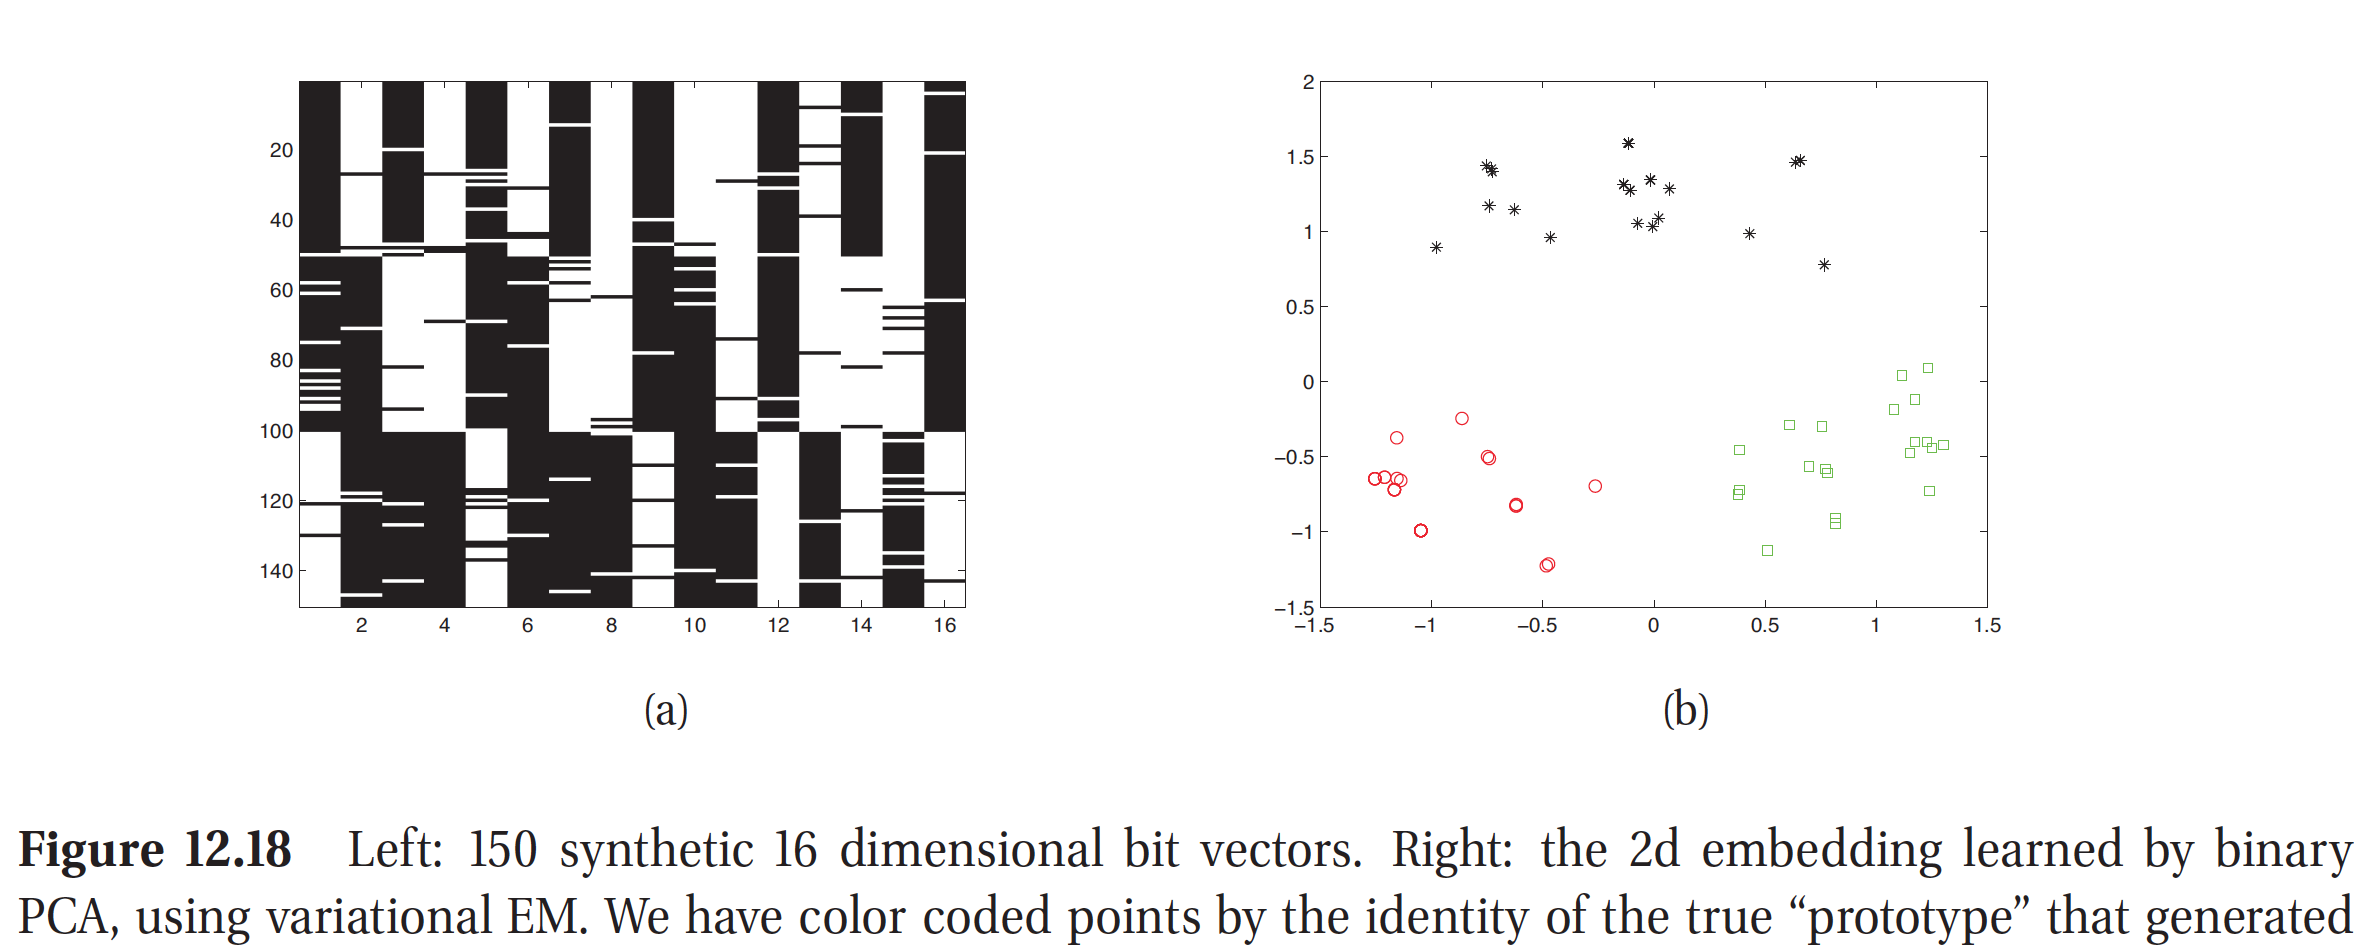 20
40
60
80
100
120
140
2 4 6 8 10 12 14 16
(a)
2
1.5
1
0.5
0
−0.5
−1
−1.5
−1.5 −1 −0.5 0 0.5 1 1.5
(b)
Figure 12.18 Left: 150 synthetic 16 dimensional bit vectors. Right: the 2d embedding learned by binary
PCA, using variational EM. We have color coded points by the identity of the true “prototype” that generated